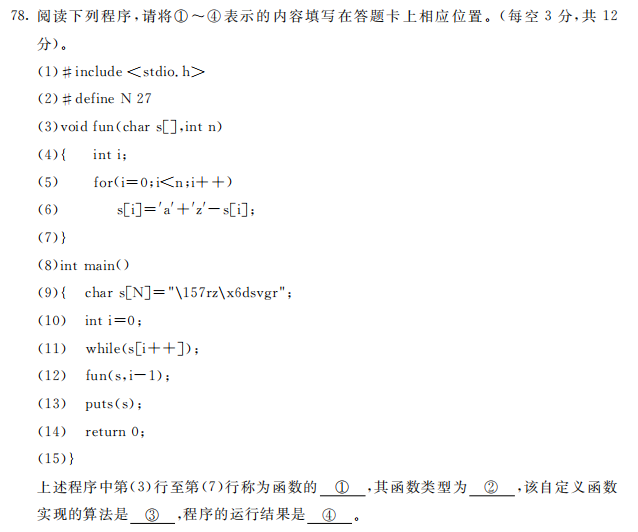 78. 阅读下列程序,请将①～④表示的内容填写在答题卡上相应位置。(每空 3 分,共 12
分)。
(1)#include<stdio.h>
(2)#define N 27
(3)void fun(char s[],int n)
(4){ int i;
(5) for(i=0;i<n;i++)
(6) s[i]='a'+'z'-s[i];
(7)}
(8)int main()
(9){ char s[N]="\157rz\x6dsvgr";
(10) int i=0;
(11) while(s[i++]);
(12) fun(s,i-1);
(13) puts(s);
(14) return 0;
(15)}
上述程序中第(3)行至第(7)行称为函数的 ① ,其函数类型为 ② ,该自定义函数
实现的算法是 ③ ,程序的运行结果是 ④ 。